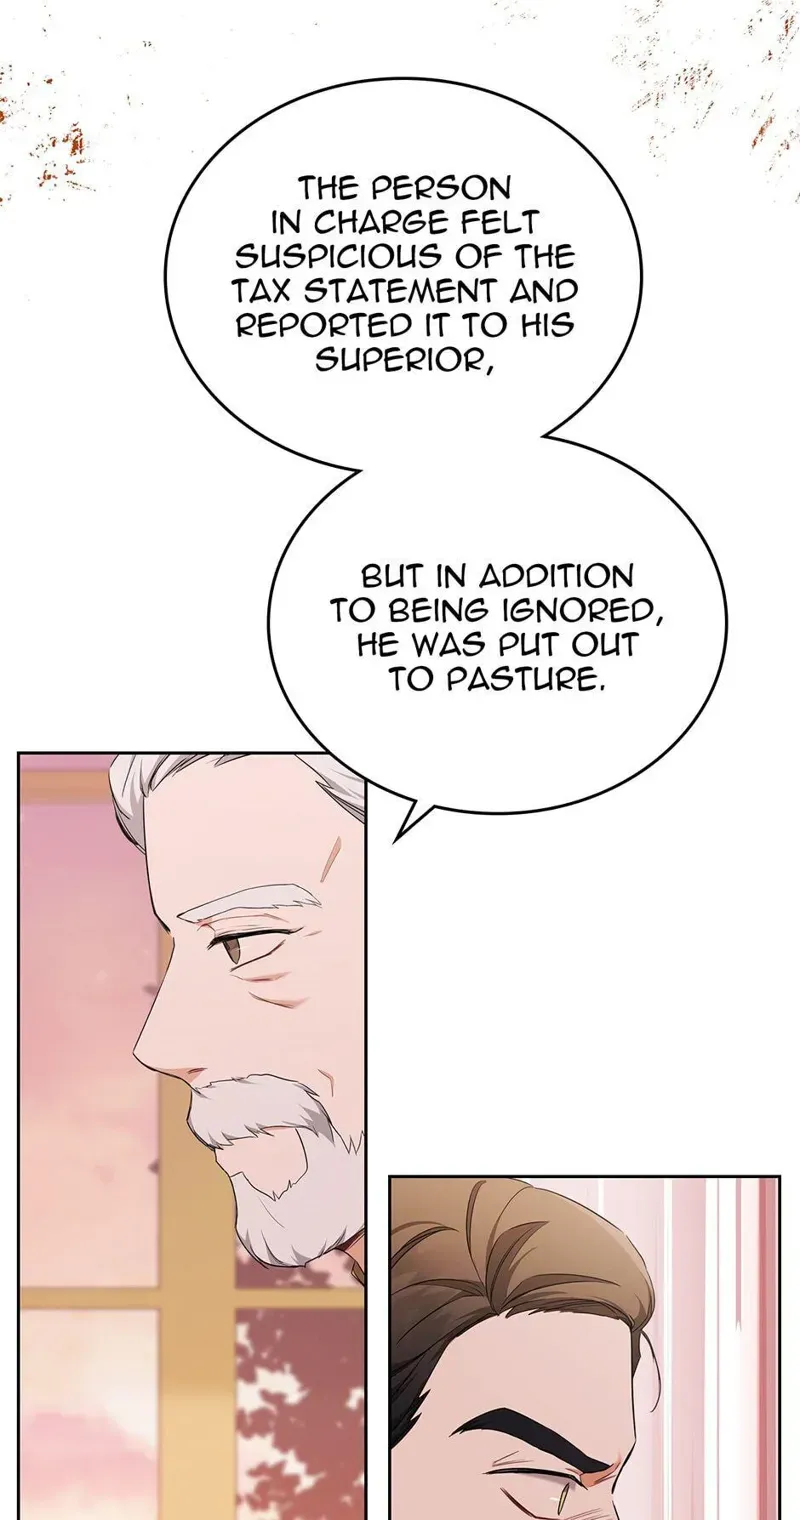 THE PERSON
IN CHARGE FELT
SUSPICIOUS OF THE
TAX STATEMENT AND
REPORTED IT TO HIS
SUPERIOR,
BUT IN ADDITION
TO BEING IGNORED,
HE WAS PUT OUT
TO PASTURE.